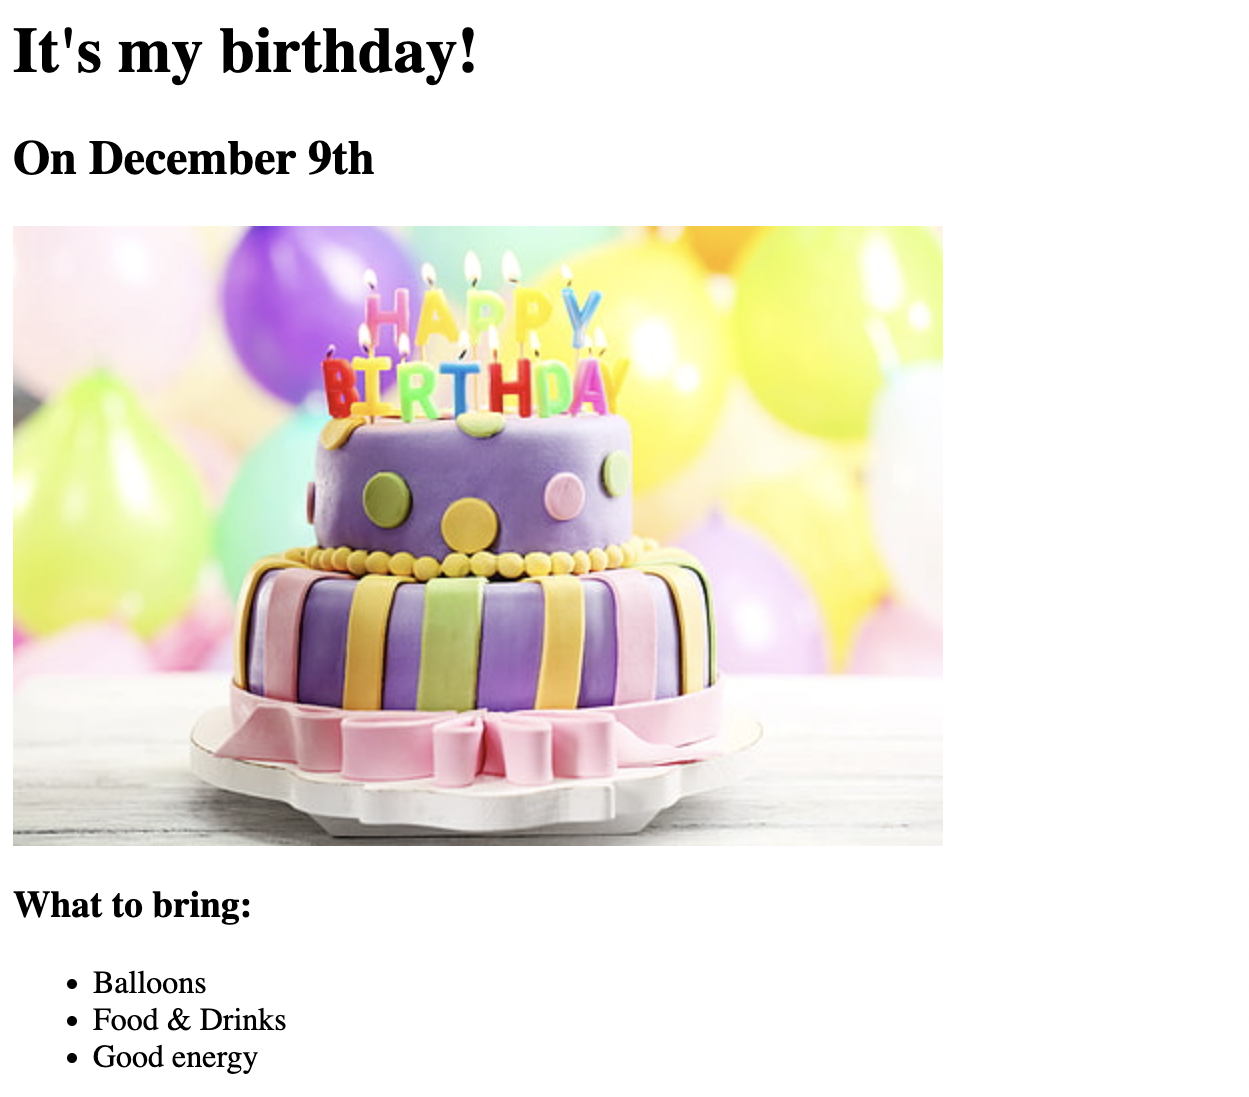 It's my birthday!
On December 9th
HAPPY
BIRTHDAY
What to bring:
Balloons
Food & Drinks
Good energy